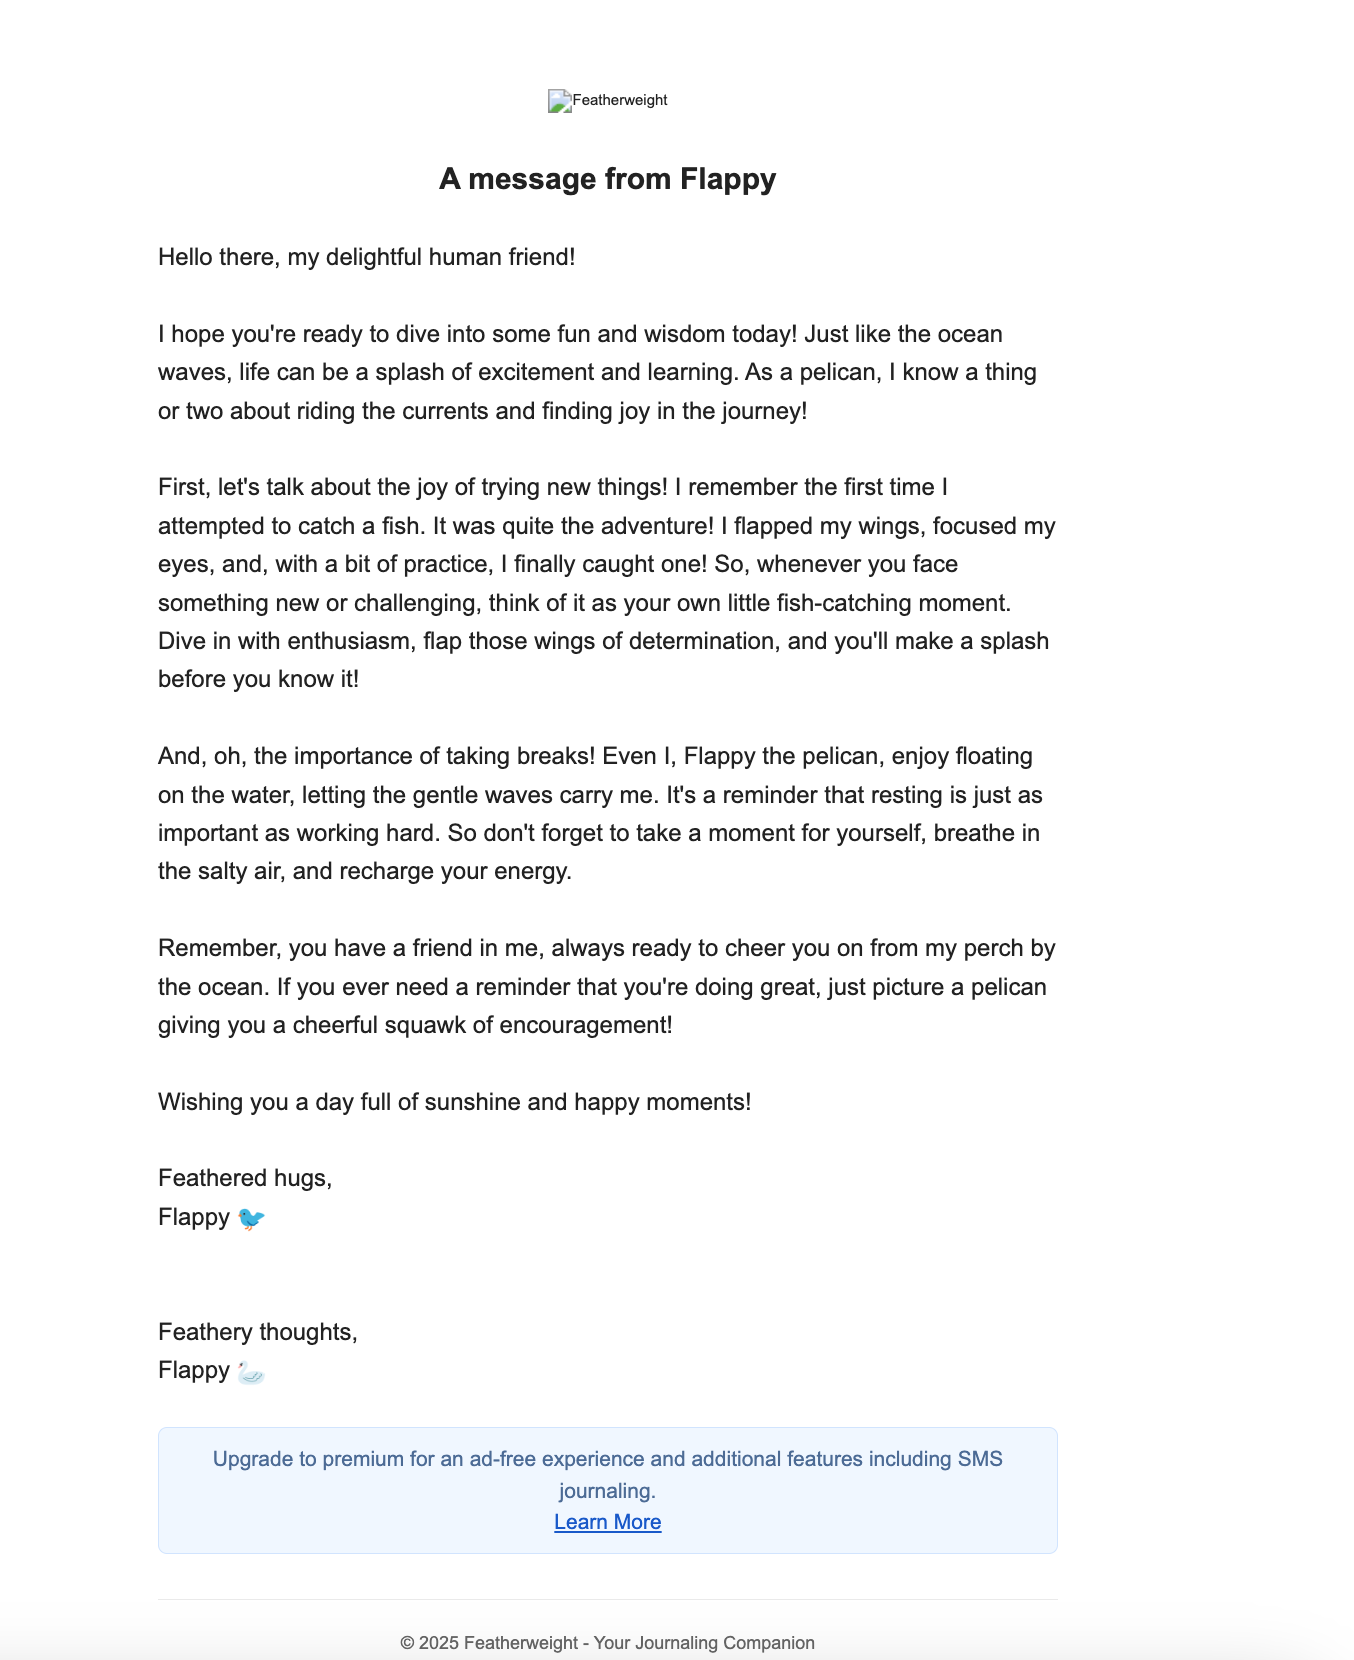 Featherweight
A message from Flappy
Hello there, my delightful human friend!
I hope you're ready to dive into some fun and wisdom today! Just like the ocean
waves, life can be a splash of excitement and learning. As a pelican, I know a thing
or two about riding the currents and finding joy in the journey!
First, let's talk about the joy of trying new things! I remember the first time I
attempted to catch a fish. It was quite the adventure! I flapped my wings, focused my
eyes, and, with a bit of practice, I finally caught one! So, whenever you face
something new or challenging, think of it as your own little fish-catching moment.
Dive in with enthusiasm, flap those wings of determination, and you'll make a splash
before you know it!
And, oh, the importance of taking breaks! Even I, Flappy the pelican, enjoy floating
on the water, letting the gentle waves carry me. It's a reminder that resting is just as
important as working hard. So don't forget to take a moment for yourself, breathe in
the salty air, and recharge your energy.
Remember, you have a friend in me, always ready to cheer you on from my perch by
the ocean. If you ever need a reminder that you're doing great, just picture a pelican
giving you a cheerful squawk of encouragement!
Wishing you a day full of sunshine and happy moments!
Feathered hugs,
Flappy 🐦
Feathery thoughts,
Flappy 🦢
Upgrade to premium for an ad-free experience and additional features including SMS
journaling.
Learn More
© 2025 Featherweight - Your Journaling Companion